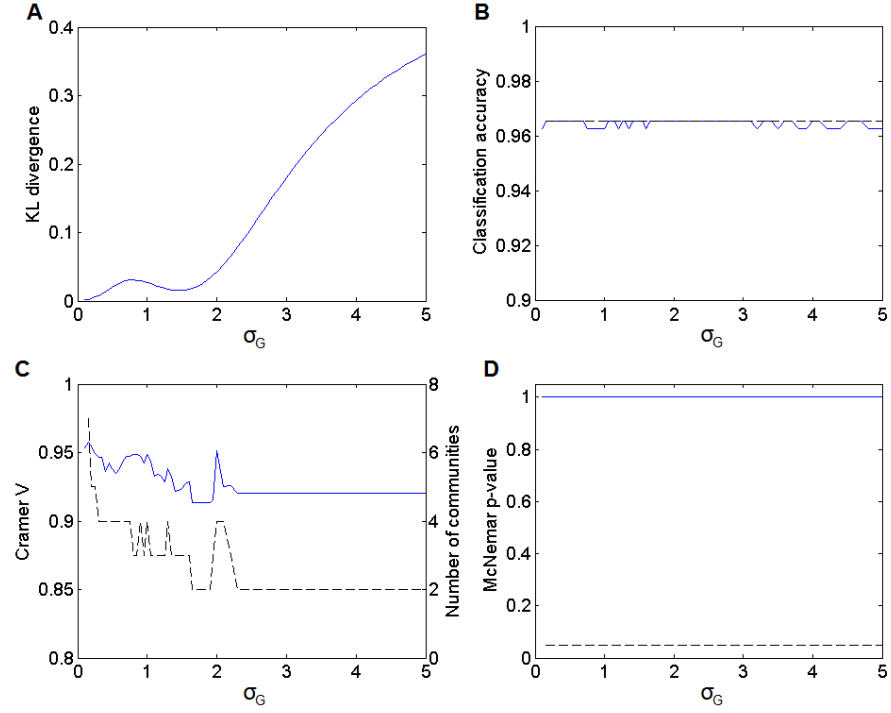 A
KL divergence
0.4
0.3
0.2
0.1
0
0 1 2 3 4 5
σG
B
Classification accuracy
1
0.98
0.96
0.94
0.92
0.9
0 1 2 3 4 5
σG
C
Cramer V
1
0.95
0.9
0.85
0.8
Number of communities
8
6
4
2
0
0 1 2 3 4 5
σG
D
McNemar p-value
1
0.8
0.6
0.4
0.2
0
0 1 2 3 4 5
σG